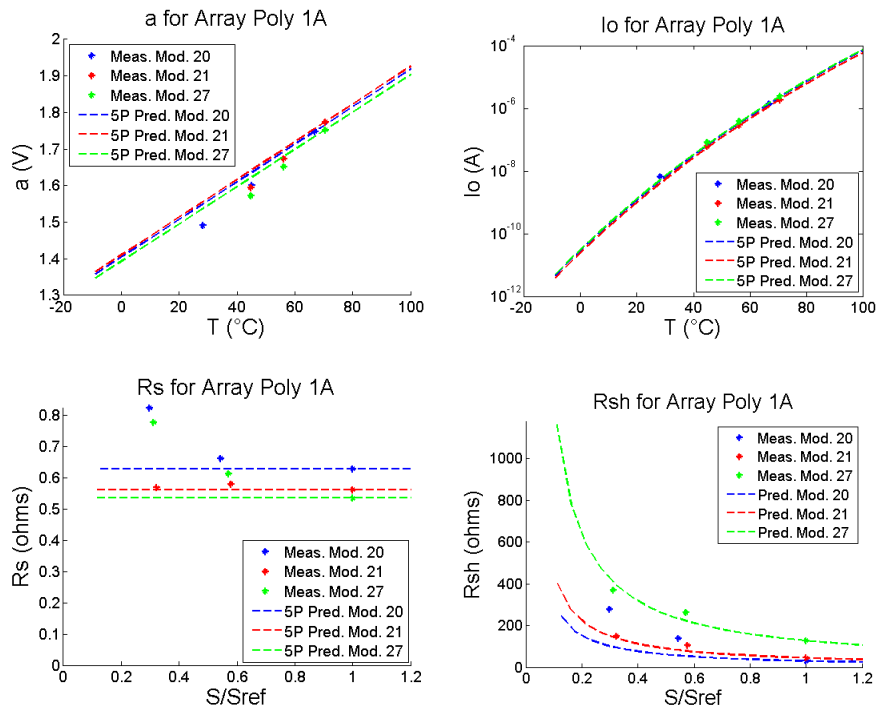 a for Array Poly 1A
2
1.9
1.8
1.7
1.6
1.5
1.4
1.3
a (V)
Meas. Mod. 20
Meas. Mod. 21
Meas. Mod. 27
5P Pred. Mod. 20
5P Pred. Mod. 21
5P Pred. Mod. 27
-20 0 20 40 60 80 100
T (°C)
Io for Array Poly 1A
10^-4
10^-6
10^-8
10^-10
10^-12
Io (A)
Meas. Mod. 20
Meas. Mod. 21
Meas. Mod. 27
5P Pred. Mod. 20
5P Pred. Mod. 21
5P Pred. Mod. 27
-20 0 20 40 60 80 100
T (°C)
Rs for Array Poly 1A
0.8
0.7
0.6
0.5
0.4
0.3
0.2
0.1
0
Rs (ohms)
Meas. Mod. 20
Meas. Mod. 21
Meas. Mod. 27
5P Pred. Mod. 20
5P Pred. Mod. 21
5P Pred. Mod. 27
0 0.2 0.4 0.6 0.8 1 1.2
S/Sref
Rsh for Array Poly 1A
1000
800
600
400
200
0
Rsh (ohms)
Meas. Mod. 20
Meas. Mod. 21
Meas. Mod. 27
Pred. Mod. 20
Pred. Mod. 21
Pred. Mod. 27
0 0.2 0.4 0.6 0.8 1 1.2
S/Sref